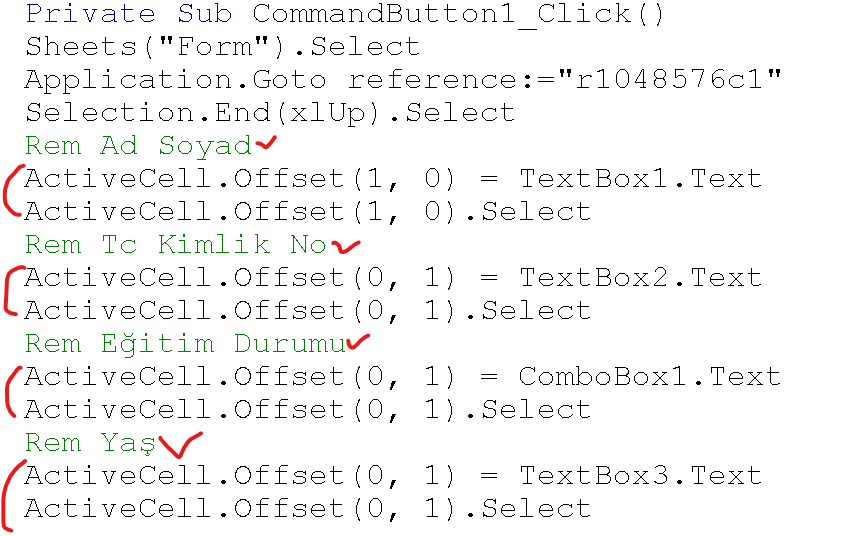 Private Sub CommandButton1_Click()
Sheets("Form").Select
Application.Goto reference:="r1048576c1"
Selection.End(xlUp).Select
Rem Ad Soyad
ActiveCell.Offset(1, 0) = TextBox1.Text
ActiveCell.Offset(1, 0).Select
Rem Tc Kimlik No
ActiveCell.Offset(0, 1) = TextBox2.Text
ActiveCell.Offset(0, 1).Select
Rem Eğitim Durumu
ActiveCell.Offset(0, 1) = ComboBox1.Text
ActiveCell.Offset(0, 1).Select
Rem Yaş
ActiveCell.Offset(0, 1) = TextBox3.Text
ActiveCell.Offset(0, 1).Select